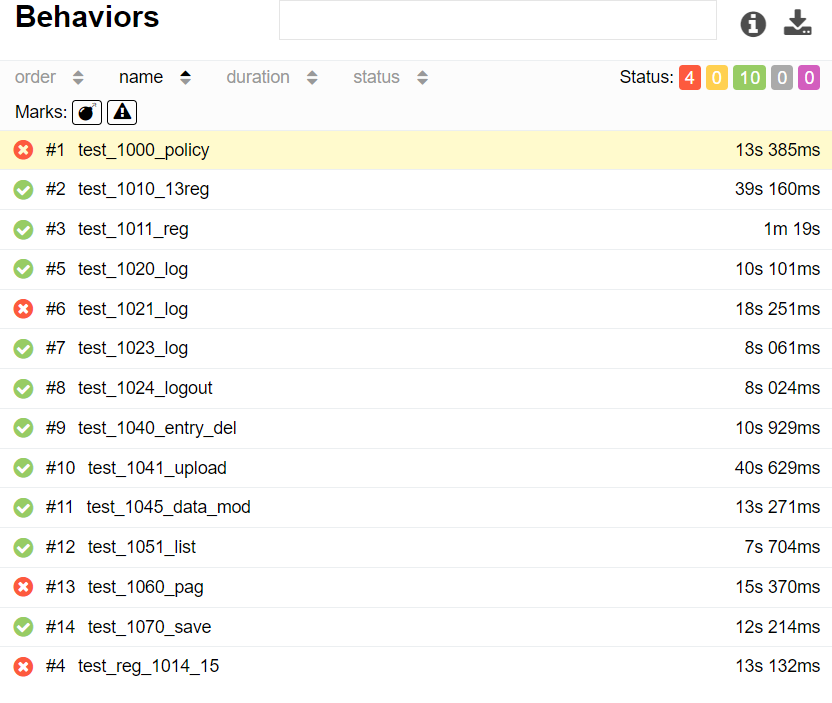 Behaviors
order name duration status Status: 4 0 10 0 0
Marks:
#1 test_1000_policy 13s 385ms
#2 test_1010_13reg 39s 160ms
#3 test_1011_reg 1m 19s
#5 test_1020_log 10s 101ms
#6 test_1021_log 18s 251ms
#7 test_1023_log 8s 061ms
#8 test_1024_logout 8s 024ms
#9 test_1040_entry_del 10s 929ms
#10 test_1041_upload 40s 629ms
#11 test_1045_data_mod 13s 271ms
#12 test_1051_list 7s 704ms
#13 test_1060_pag 15s 370ms
#14 test_1070_save 12s 214ms
#4 test_reg_1014_15 13s 132ms